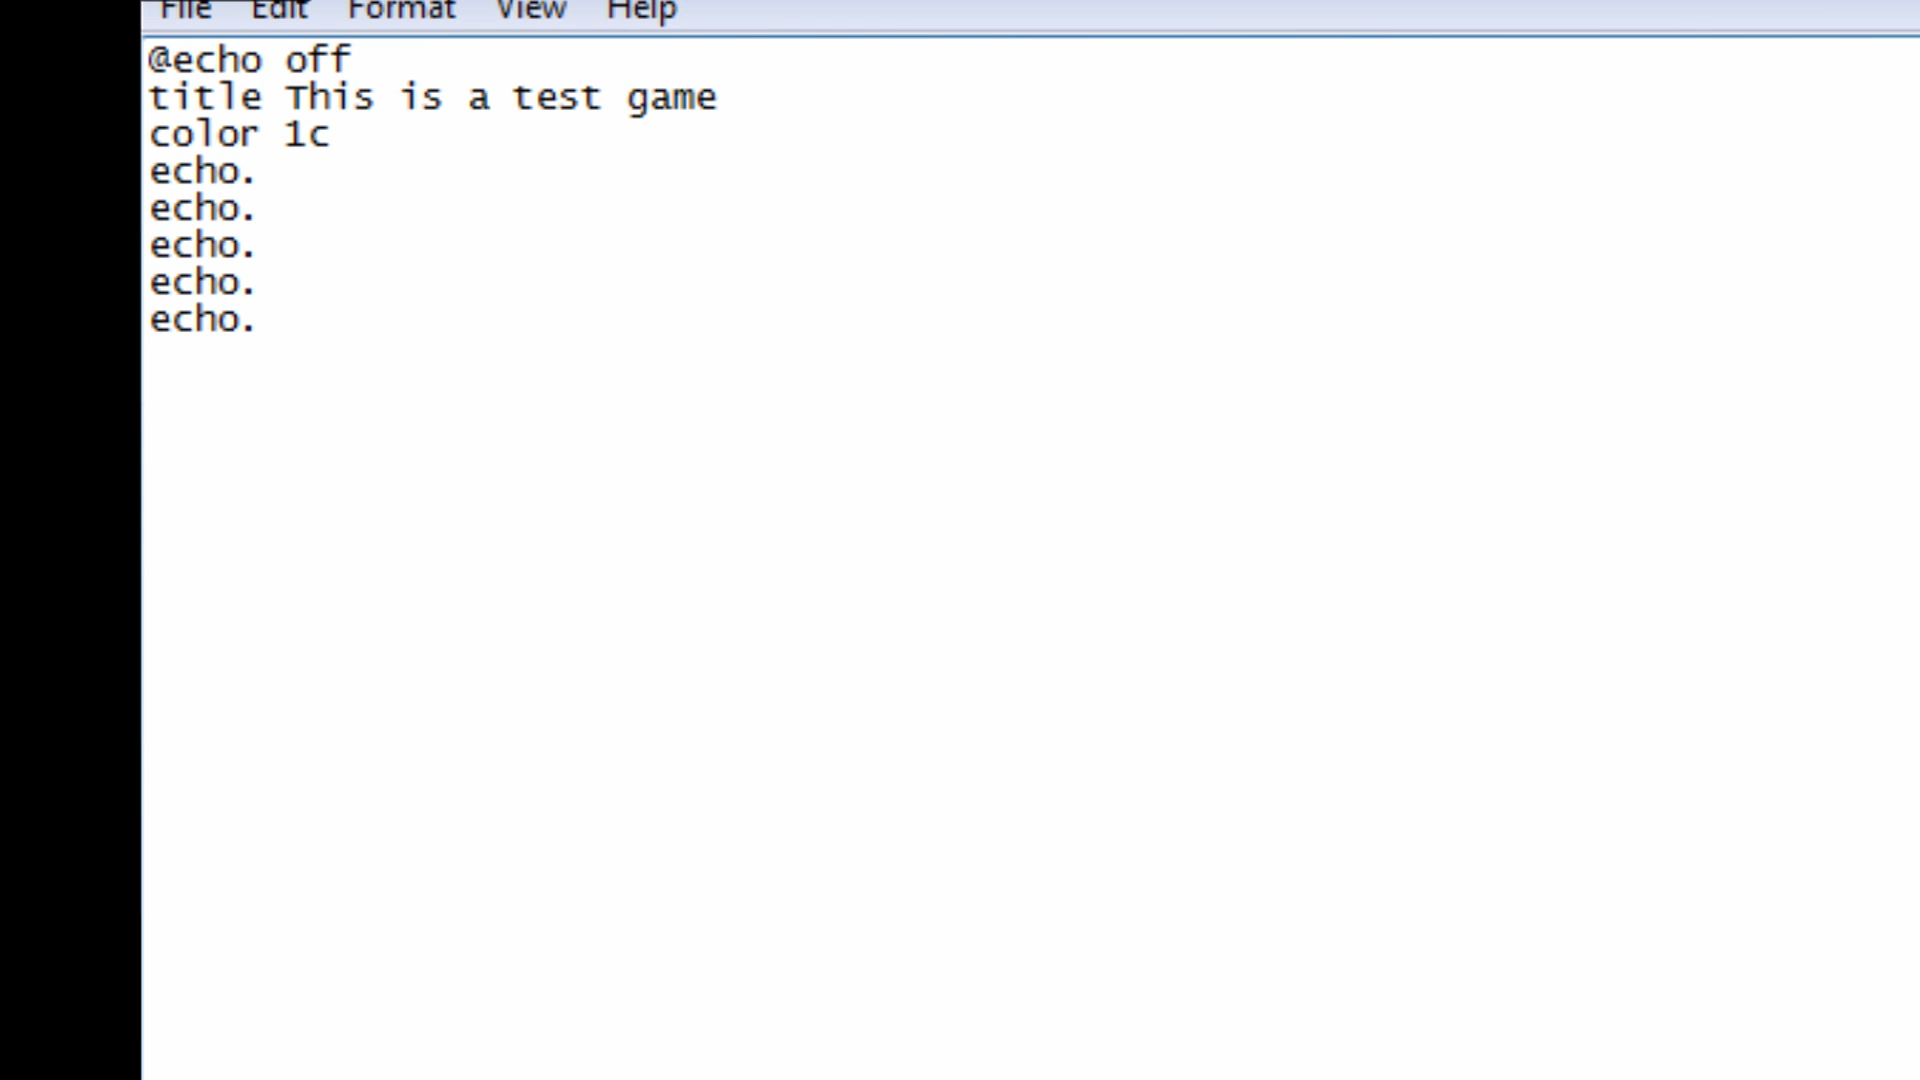 File Edit Format View Help
@echo off
title This is a test game
color 1c
echo.
echo.
echo.
echo.
echo.